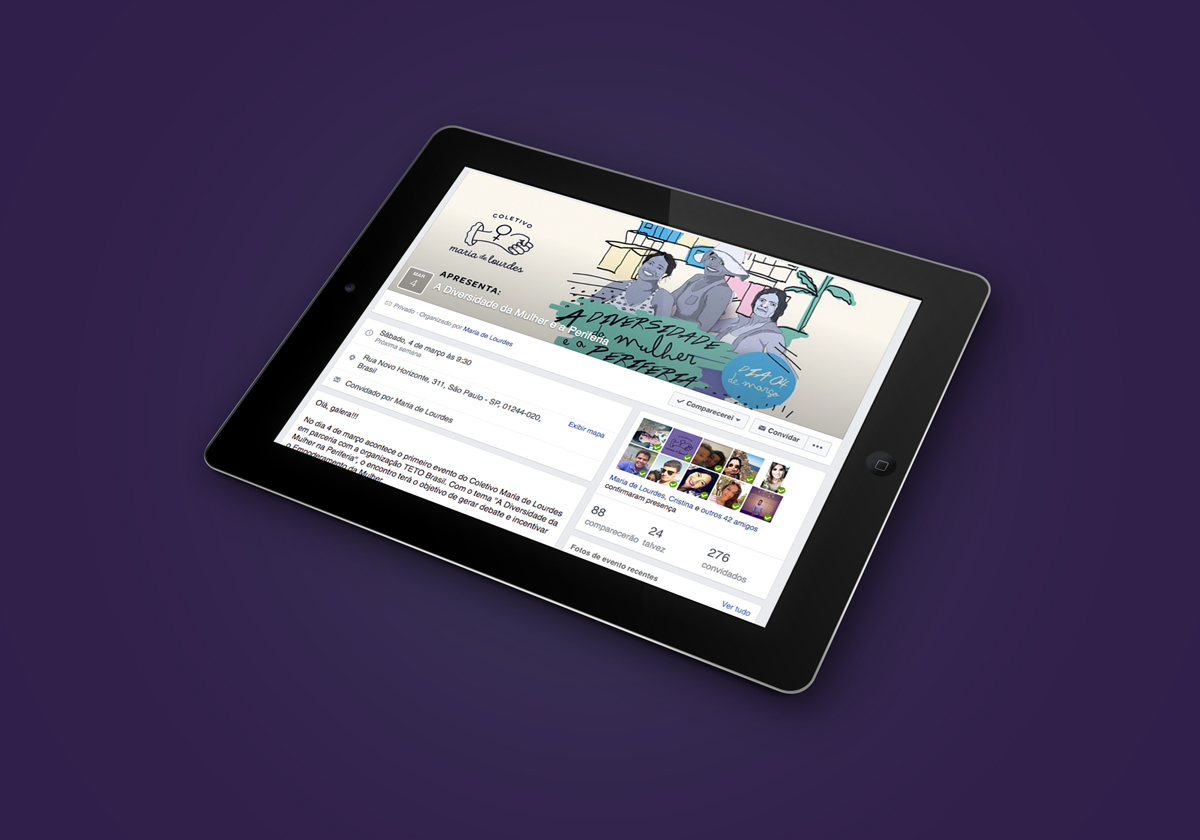 COLETIVO
maria de lourdes
MAR
4
APRESENTA:
A Diversidade da Mulher e a Periferia
A DIVERSIDADE
da mulher
e a PERIFERIA
DIA 04
de março
Privado · Organizado por Maria de Lourdes
Comparecerei
Convidar
Sábado, 4 de março às 9:30
Próxima semana
Rua Novo Horizonte, 311, São Paulo - SP, 01244-020,
Brasil
Exibir mapa
Convidado por Maria de Lourdes
Olá, galera!!!
No dia 4 de março acontece o primeiro evento do Coletivo Maria de Lourdes
em parceria com a organização TETO Brasil. Com o tema "A Diversidade da
Mulher na Periferia", o encontro terá o objetivo de gerar debate e incentivar
o Empoderamento da Mulher
Maria de Lourdes, Cristina e outros 42 amigos
confirmaram presença
88
comparecerão
24
talvez
276
convidados
Fotos de evento recentes
Ver tudo